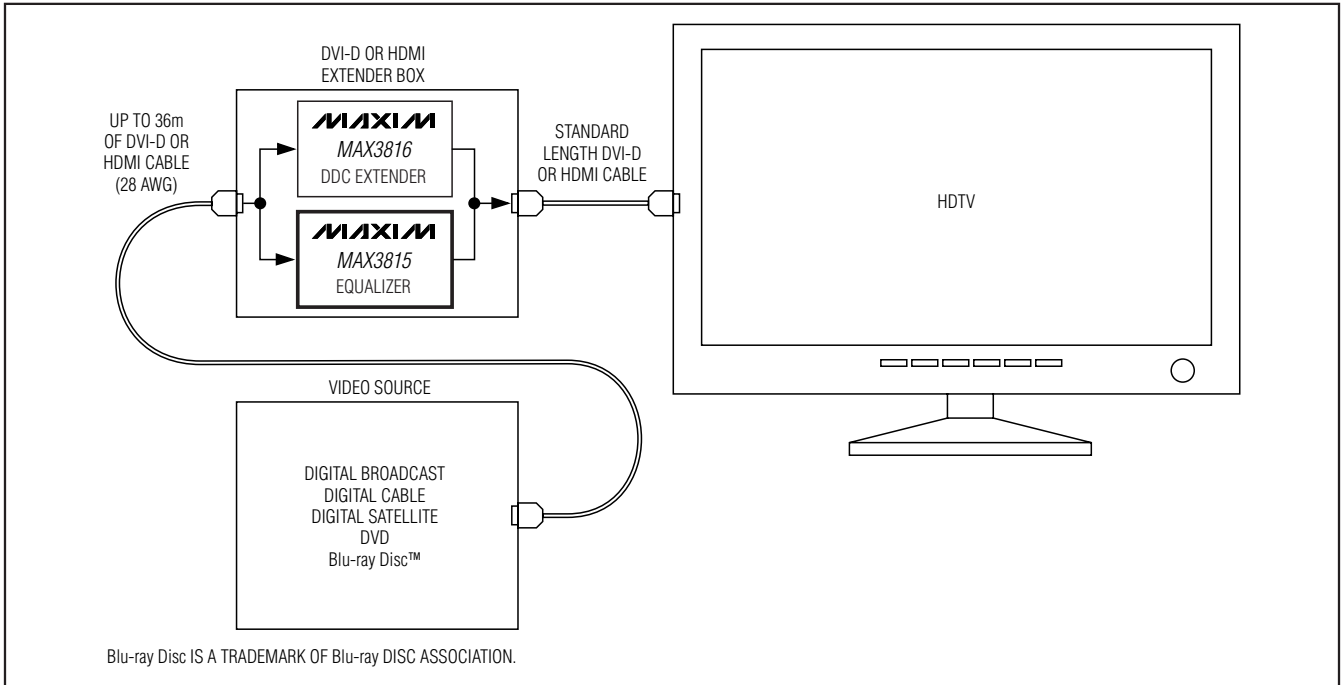 DVI-D OR HDMI
EXTENDER BOX
UP TO 36m
OF DVI-D OR
HDMI CABLE
(28 AWG)
MAXIM
MAX3816
DDC EXTENDER
MAXIM
MAX3815
EQUALIZER
STANDARD
LENGTH DVI-D
OR HDMI CABLE
HDTV
VIDEO SOURCE
DIGITAL BROADCAST
DIGITAL CABLE
DIGITAL SATELLITE
DVD
Blu-ray Disc™
Blu-ray Disc IS A TRADEMARK OF Blu-ray DISC ASSOCIATION.